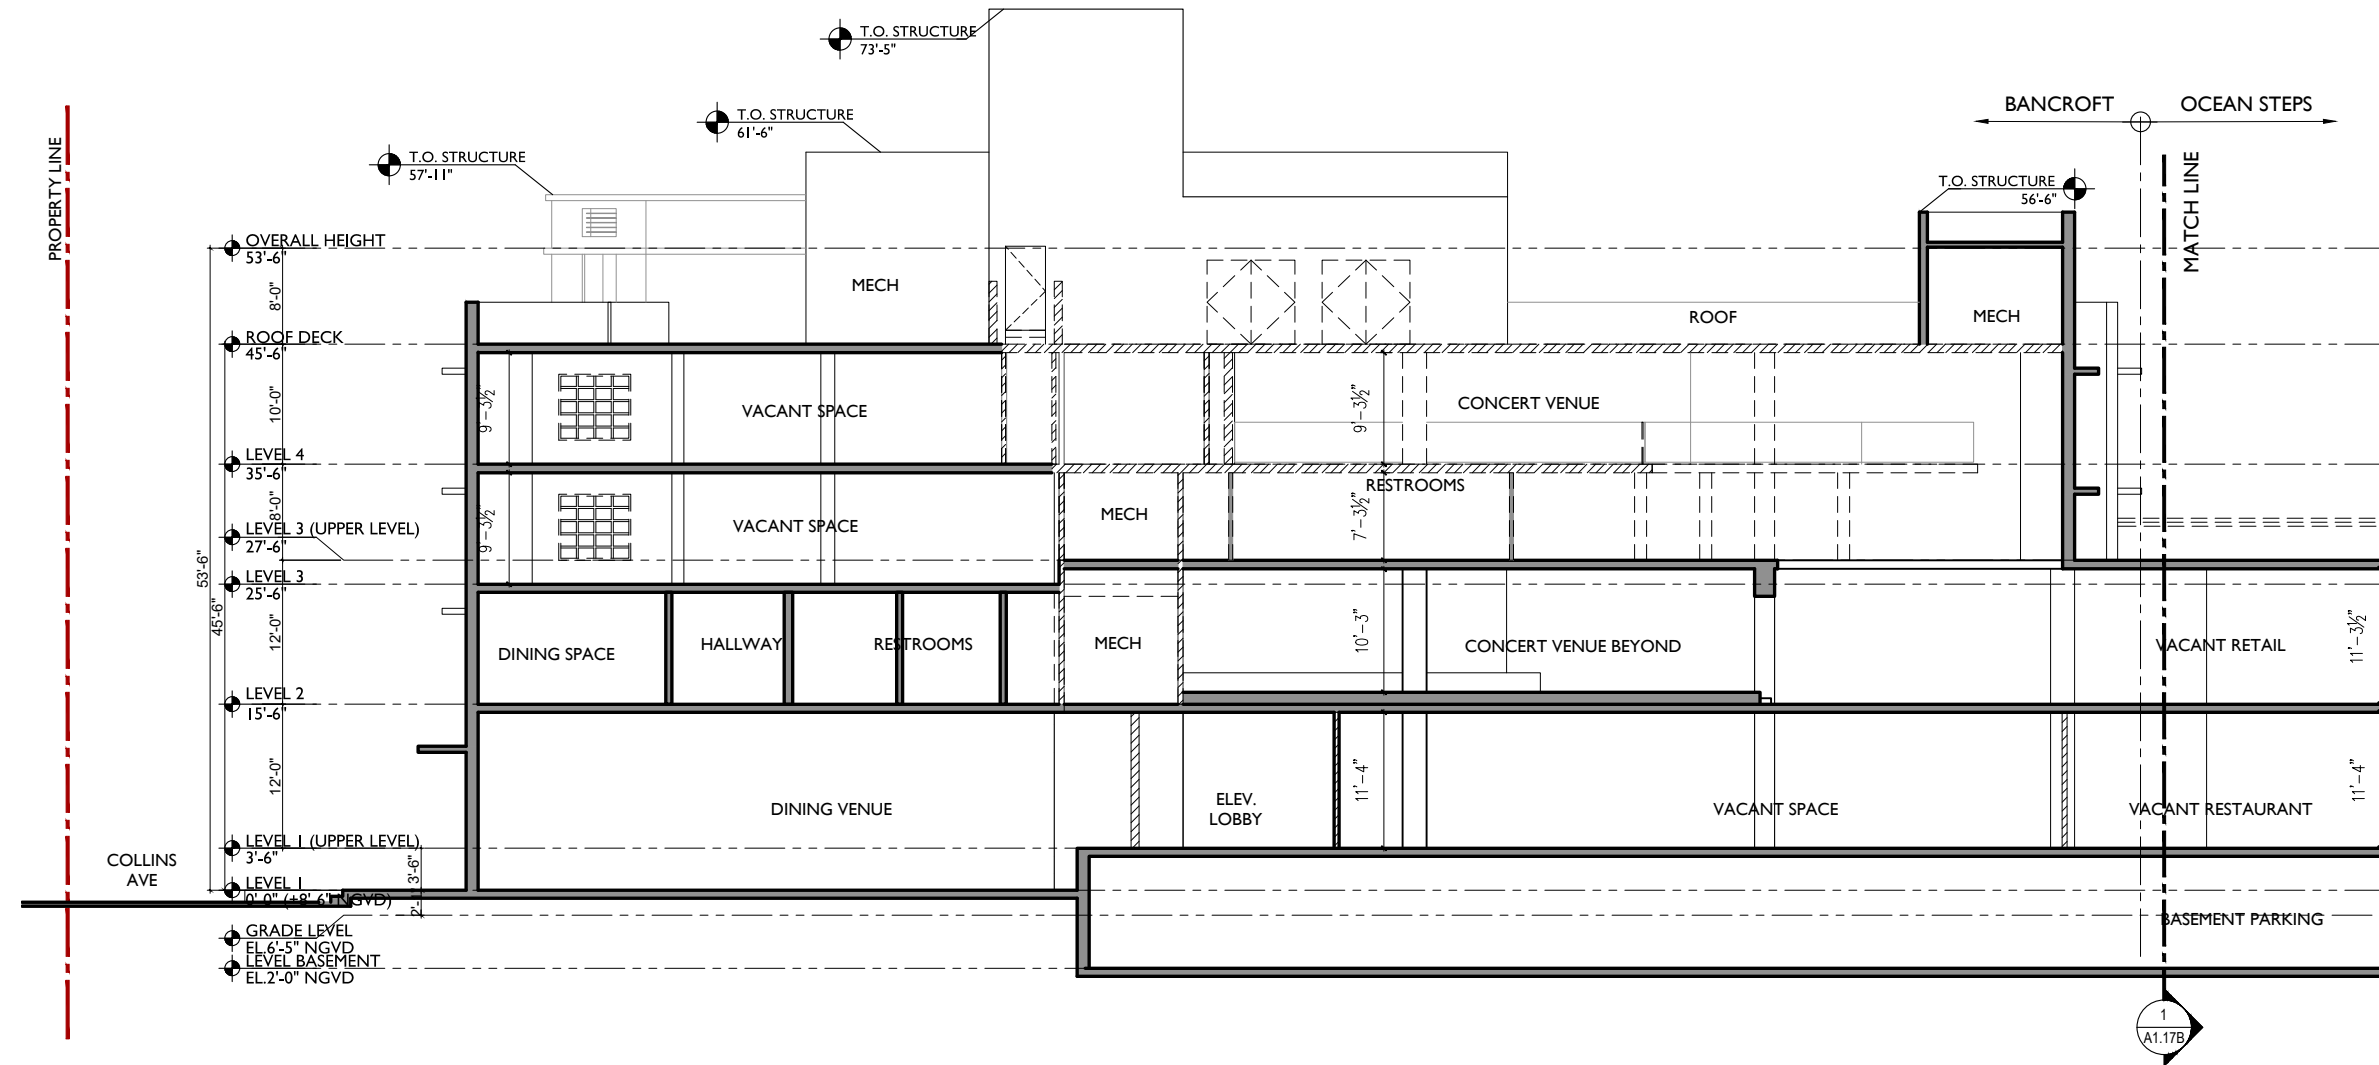 T.O. STRUCTURE
73'-5"
T.O. STRUCTURE
61'-6"
T.O. STRUCTURE
57'-11"
BANCROFT
OCEAN STEPS
PROPERTY LINE
MATCH LINE
T.O. STRUCTURE
56'-6"
OVERALL HEIGHT
53'-6"
8'-0"
MECH
ROOF
MECH
ROOF DECK
45'-6"
10'-0"
9'-3½"
VACANT SPACE
9'-3½"
CONCERT VENUE
LEVEL 4
35'-6"
8'-0"
RESTROOMS
9'-3½"
VACANT SPACE
MECH
7'-3½"
LEVEL 3 (UPPER LEVEL)
27'-6"
53'-6"
LEVEL 3
25'-6"
45'-6"
12'-0"
DINING SPACE
HALLWAY
RESTROOMS
MECH
10'-3"
CONCERT VENUE BEYOND
VACANT RETAIL
11'-3½"
LEVEL 2
15'-6"
12'-0"
DINING VENUE
ELEV.
LOBBY
11'-4"
VACANT SPACE
VACANT RESTAURANT
11'-4"
LEVEL 1 (UPPER LEVEL)
3'-6"
COLLINS
AVE
3'-6"
LEVEL 1
0'-0" (+8'-6" NGVD)
2'-1"
GRADE LEVEL
EL.6'-5" NGVD
BASEMENT PARKING
LEVEL BASEMENT
EL.2'-0" NGVD
1
A1.17B